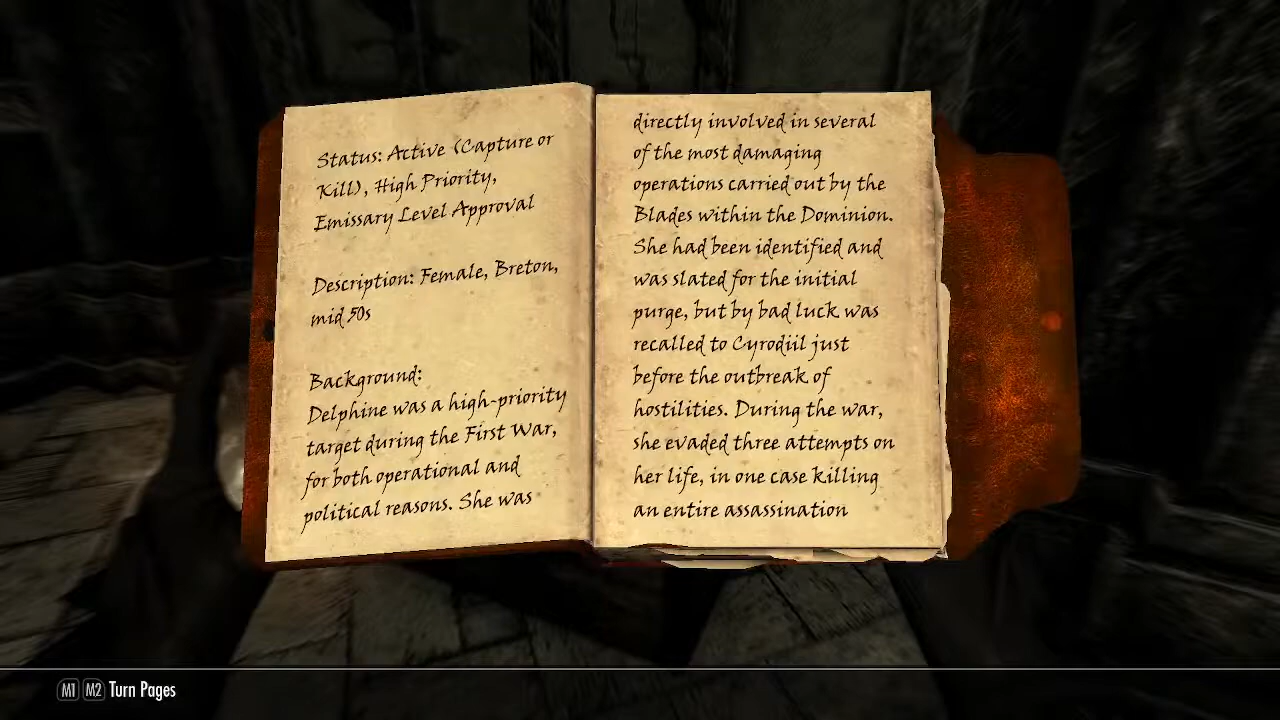 Status: Active (Capture or
Kill), High Priority,
Emissary Level Approval
Description: Female, Breton,
mid 50s
Background:
Delphine was a high-priority
target during the First War,
for both operational and
political reasons. She was
directly involved in several
of the most damaging
operations carried out by the
Blades within the Dominion.
She had been identified and
was slated for the initial
purge, but by bad luck was
recalled to Cyrodiil just
before the outbreak of
hostilities. During the war,
she evaded three attempts on
her life, in one case killing
an entire assassination
M1 M2 Turn Pages